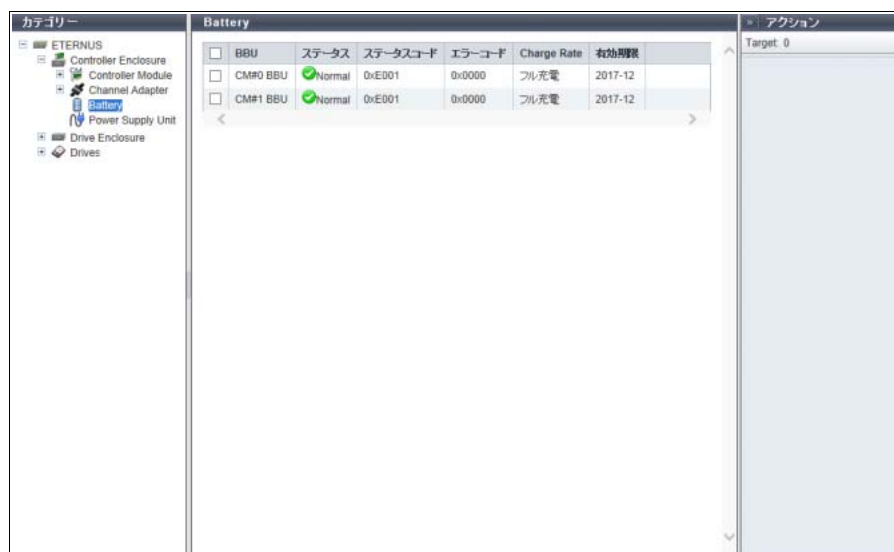 カテゴリー
ETERNUS
Controller Enclosure
Controller Module
Channel Adapter
Battery
Power Supply Unit
Drive Enclosure
Drives
Battery
BBU ステータス ステータスコード エラーコード Charge Rate 有効期限
CM#0 BBU Normal 0xE001 0x0000 フル充電 2017-12
CM#1 BBU Normal 0xE001 0x0000 フル充電 2017-12
» アクション
Target: 0